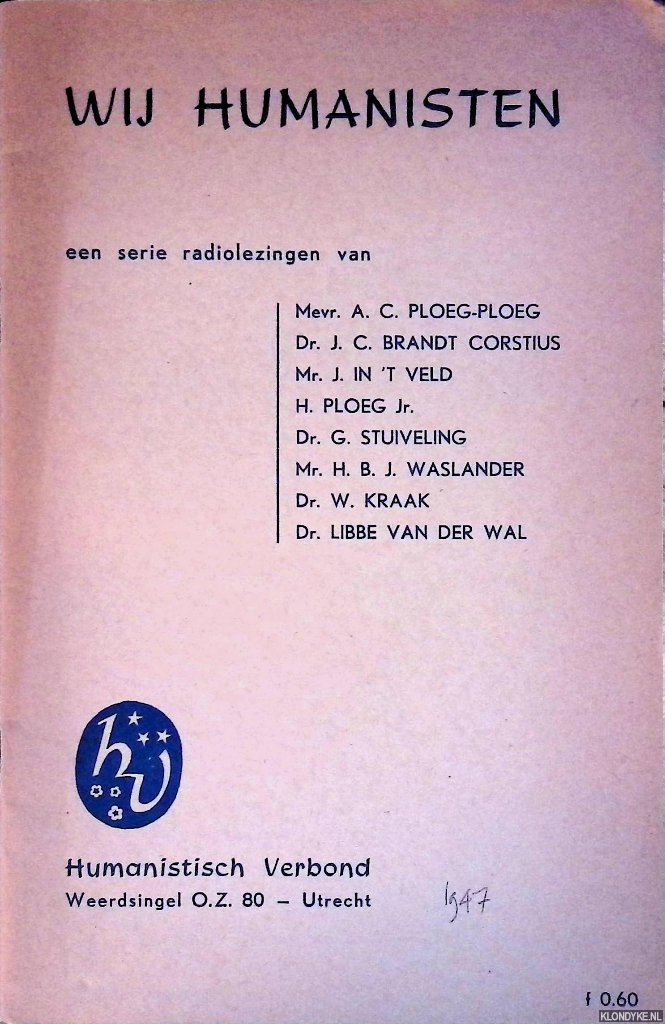 WIJ HUMANISTEN
een serie radiolezingen van
Mevr. A. C. PLOEG-PLOEG
Dr. J. C. BRANDT CORSTIUS
Mr. J. IN 'T VELD
H. PLOEG Jr.
Dr. G. STUIVELING
Mr. H. B. J. WASLANDER
Dr. W. KRAAK
Dr. LIBBE VAN DER WAL
hv
Humanistisch Verbond
Weerdsingel O.Z. 80 – Utrecht
1947
f 0.60
KLONDYKE.NL